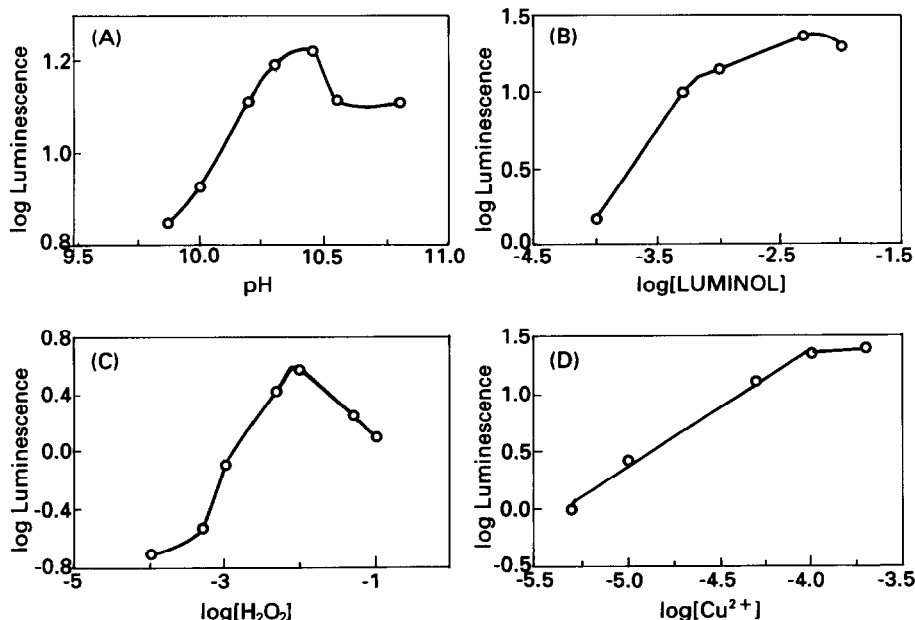 (A)
log Luminescence
1.2
1.0
0.8
9.5 10.0 10.5 11.0
pH
(B)
log Luminescence
1.5
1.0
0.5
0.0
-4.5 -3.5 -2.5 -1.5
log[LUMINOL]
(C)
log Luminescence
0.8
0.4
0.0
-0.4
-0.8
-5 -3 -1
log[H₂O₂]
(D)
log Luminescence
1.5
1.0
0.5
0.0
-0.5
-5.5 -5.0 -4.5 -4.0 -3.5
log[Cu²⁺]